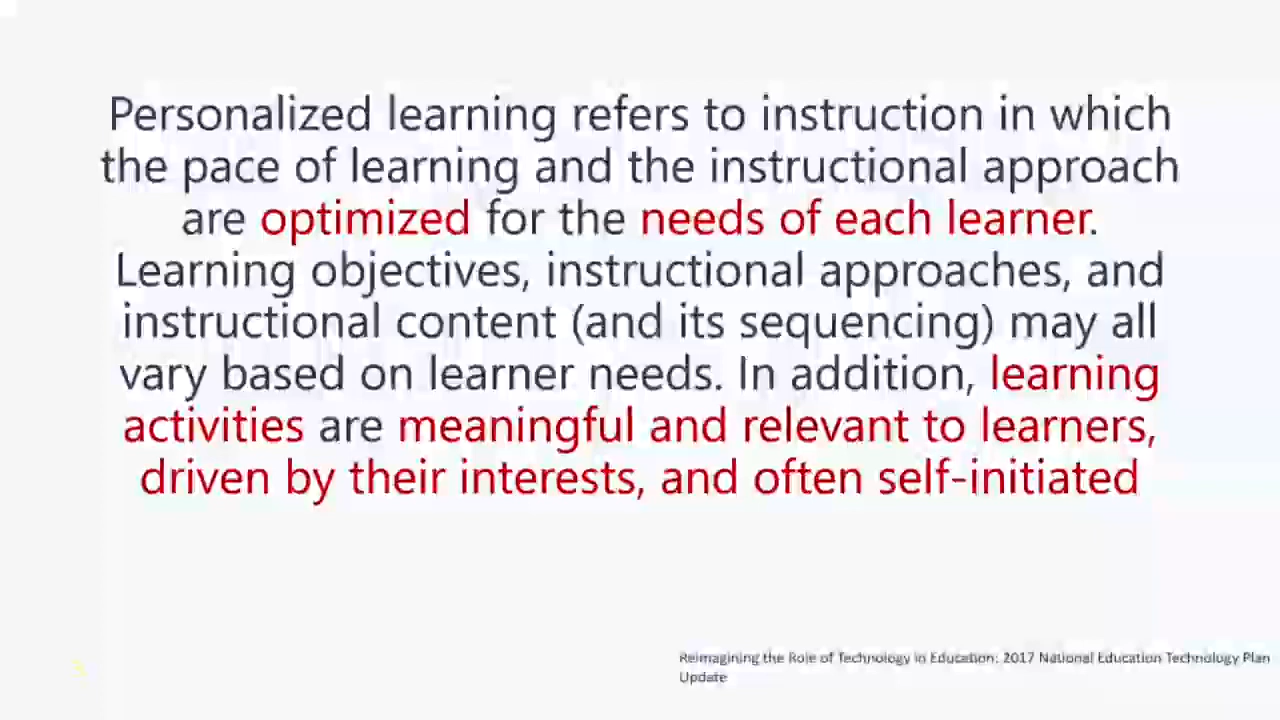 Personalized learning refers to instruction in which
the pace of learning and the instructional approach
are optimized for the needs of each learner.
Learning objectives, instructional approaches, and
instructional content (and its sequencing) may all
vary based on learner needs. In addition, learning
activities are meaningful and relevant to learners,
driven by their interests, and often self-initiated
Reimagining the Role of Technology in Education: 2017 National Education Technology Plan
Update